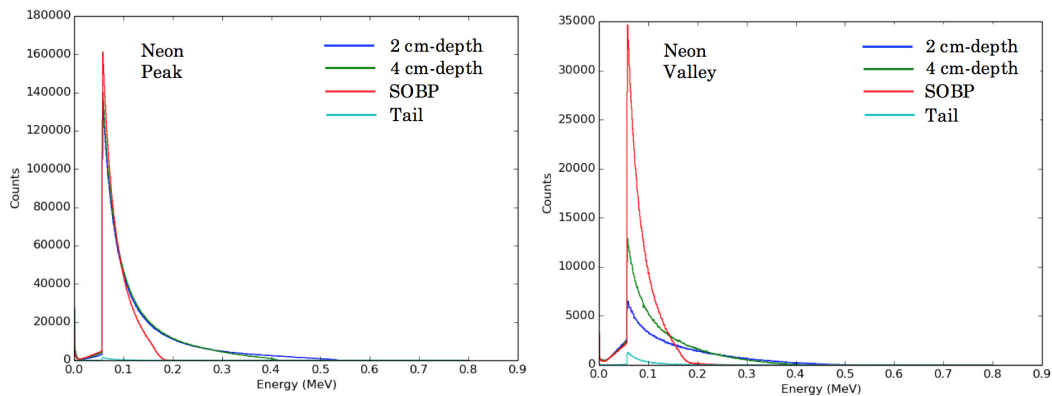 180000
160000
140000
120000
100000
80000
60000
40000
20000
0
Counts
Neon
Peak
2 cm-depth
4 cm-depth
SOBP
Tail
0.0 0.1 0.2 0.3 0.4 0.5 0.6 0.7 0.8 0.9
Energy (MeV)
35000
30000
25000
20000
15000
10000
5000
0
Counts
Neon
Valley
2 cm-depth
4 cm-depth
SOBP
Tail
0.0 0.1 0.2 0.3 0.4 0.5 0.6 0.7 0.8 0.9
Energy (MeV)